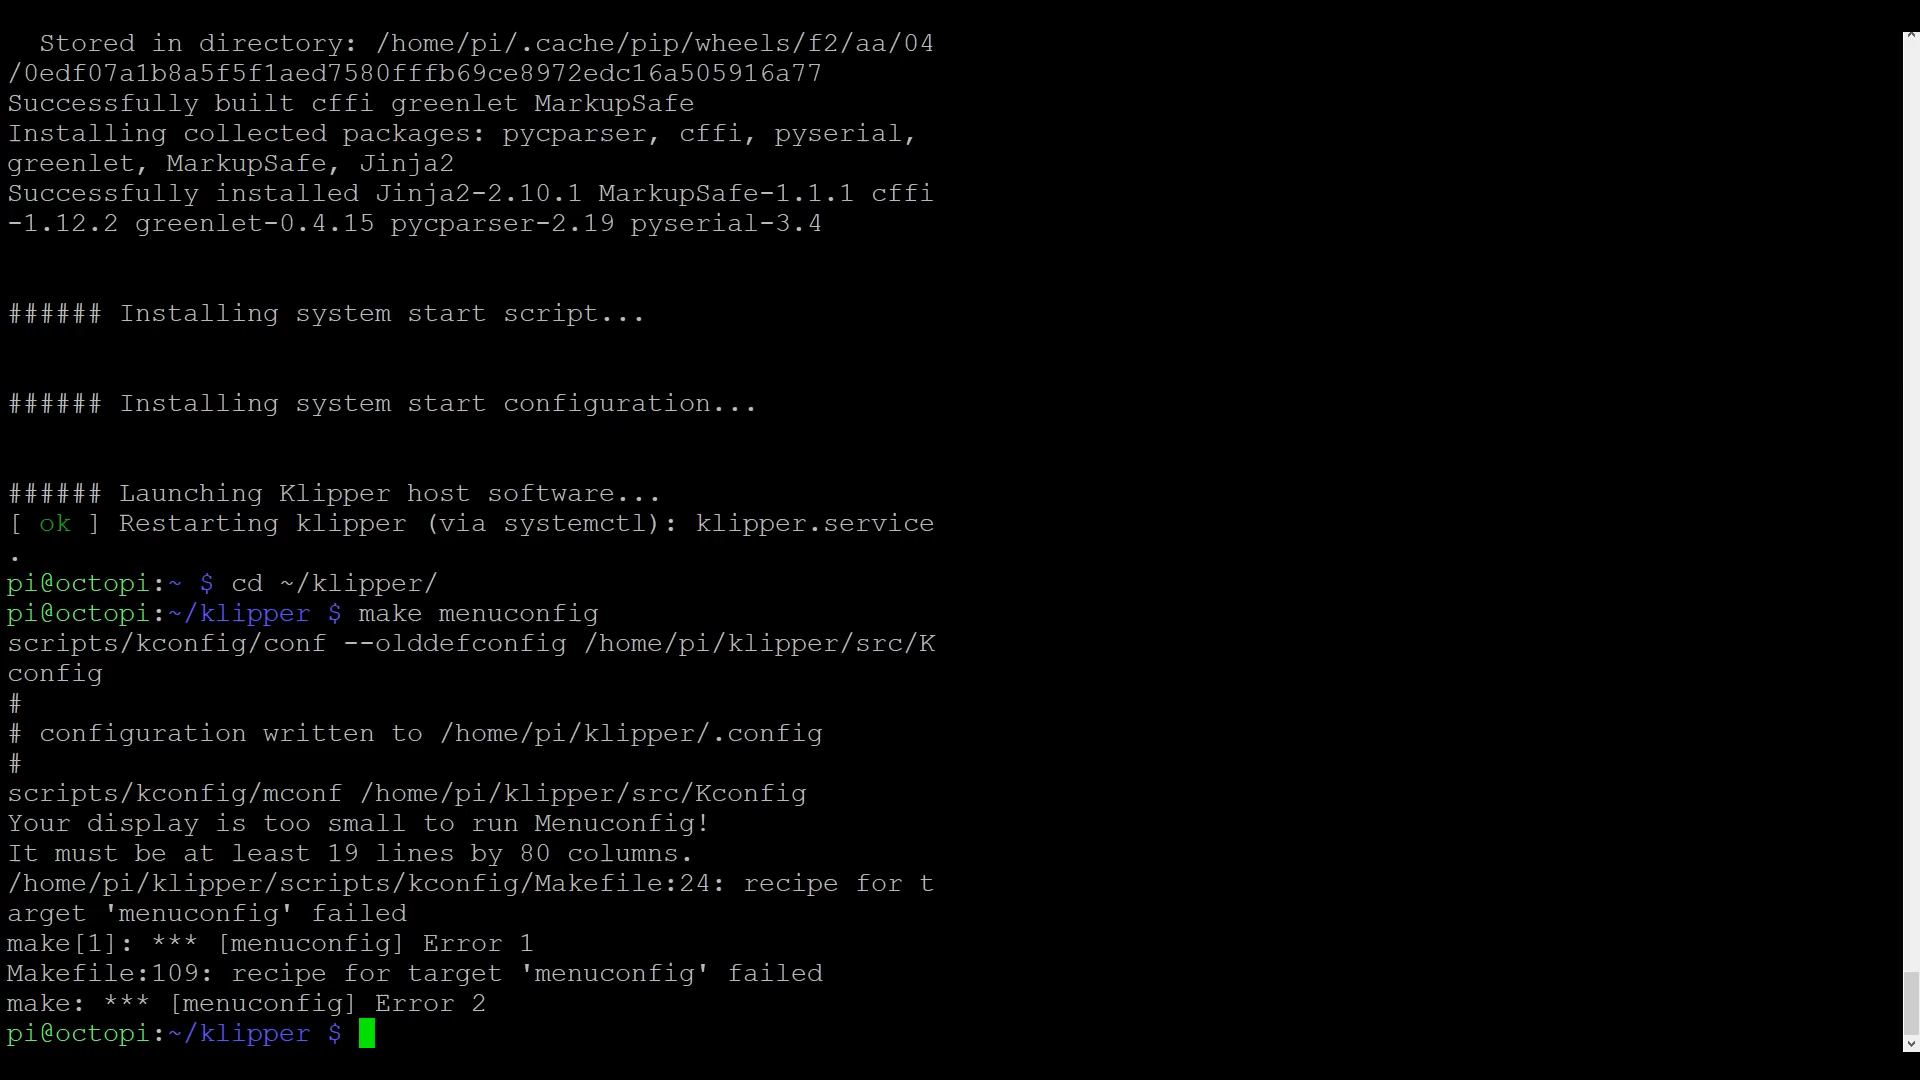 Stored in directory: /home/pi/.cache/pip/wheels/f2/aa/04
/0edf07a1b8a5f5f1aed7580fffb69ce8972edc16a505916a77
Successfully built cffi greenlet MarkupSafe
Installing collected packages: pycparser, cffi, pyserial,
greenlet, MarkupSafe, Jinja2
Successfully installed Jinja2-2.10.1 MarkupSafe-1.1.1 cffi
-1.12.2 greenlet-0.4.15 pycparser-2.19 pyserial-3.4
###### Installing system start script...
###### Installing system start configuration...
###### Launching Klipper host software...
[ ok ] Restarting klipper (via systemctl): klipper.service
.
pi@octopi:~ $ cd ~/klipper/
pi@octopi:~/klipper $ make menuconfig
scripts/kconfig/conf --olddefconfig /home/pi/klipper/src/K
config
#
# configuration written to /home/pi/klipper/.config
#
scripts/kconfig/mconf /home/pi/klipper/src/Kconfig
Your display is too small to run Menuconfig!
It must be at least 19 lines by 80 columns.
/home/pi/klipper/scripts/kconfig/Makefile:24: recipe for t
arget 'menuconfig' failed
make[1]: *** [menuconfig] Error 1
Makefile:109: recipe for target 'menuconfig' failed
make: *** [menuconfig] Error 2
pi@octopi:~/klipper $